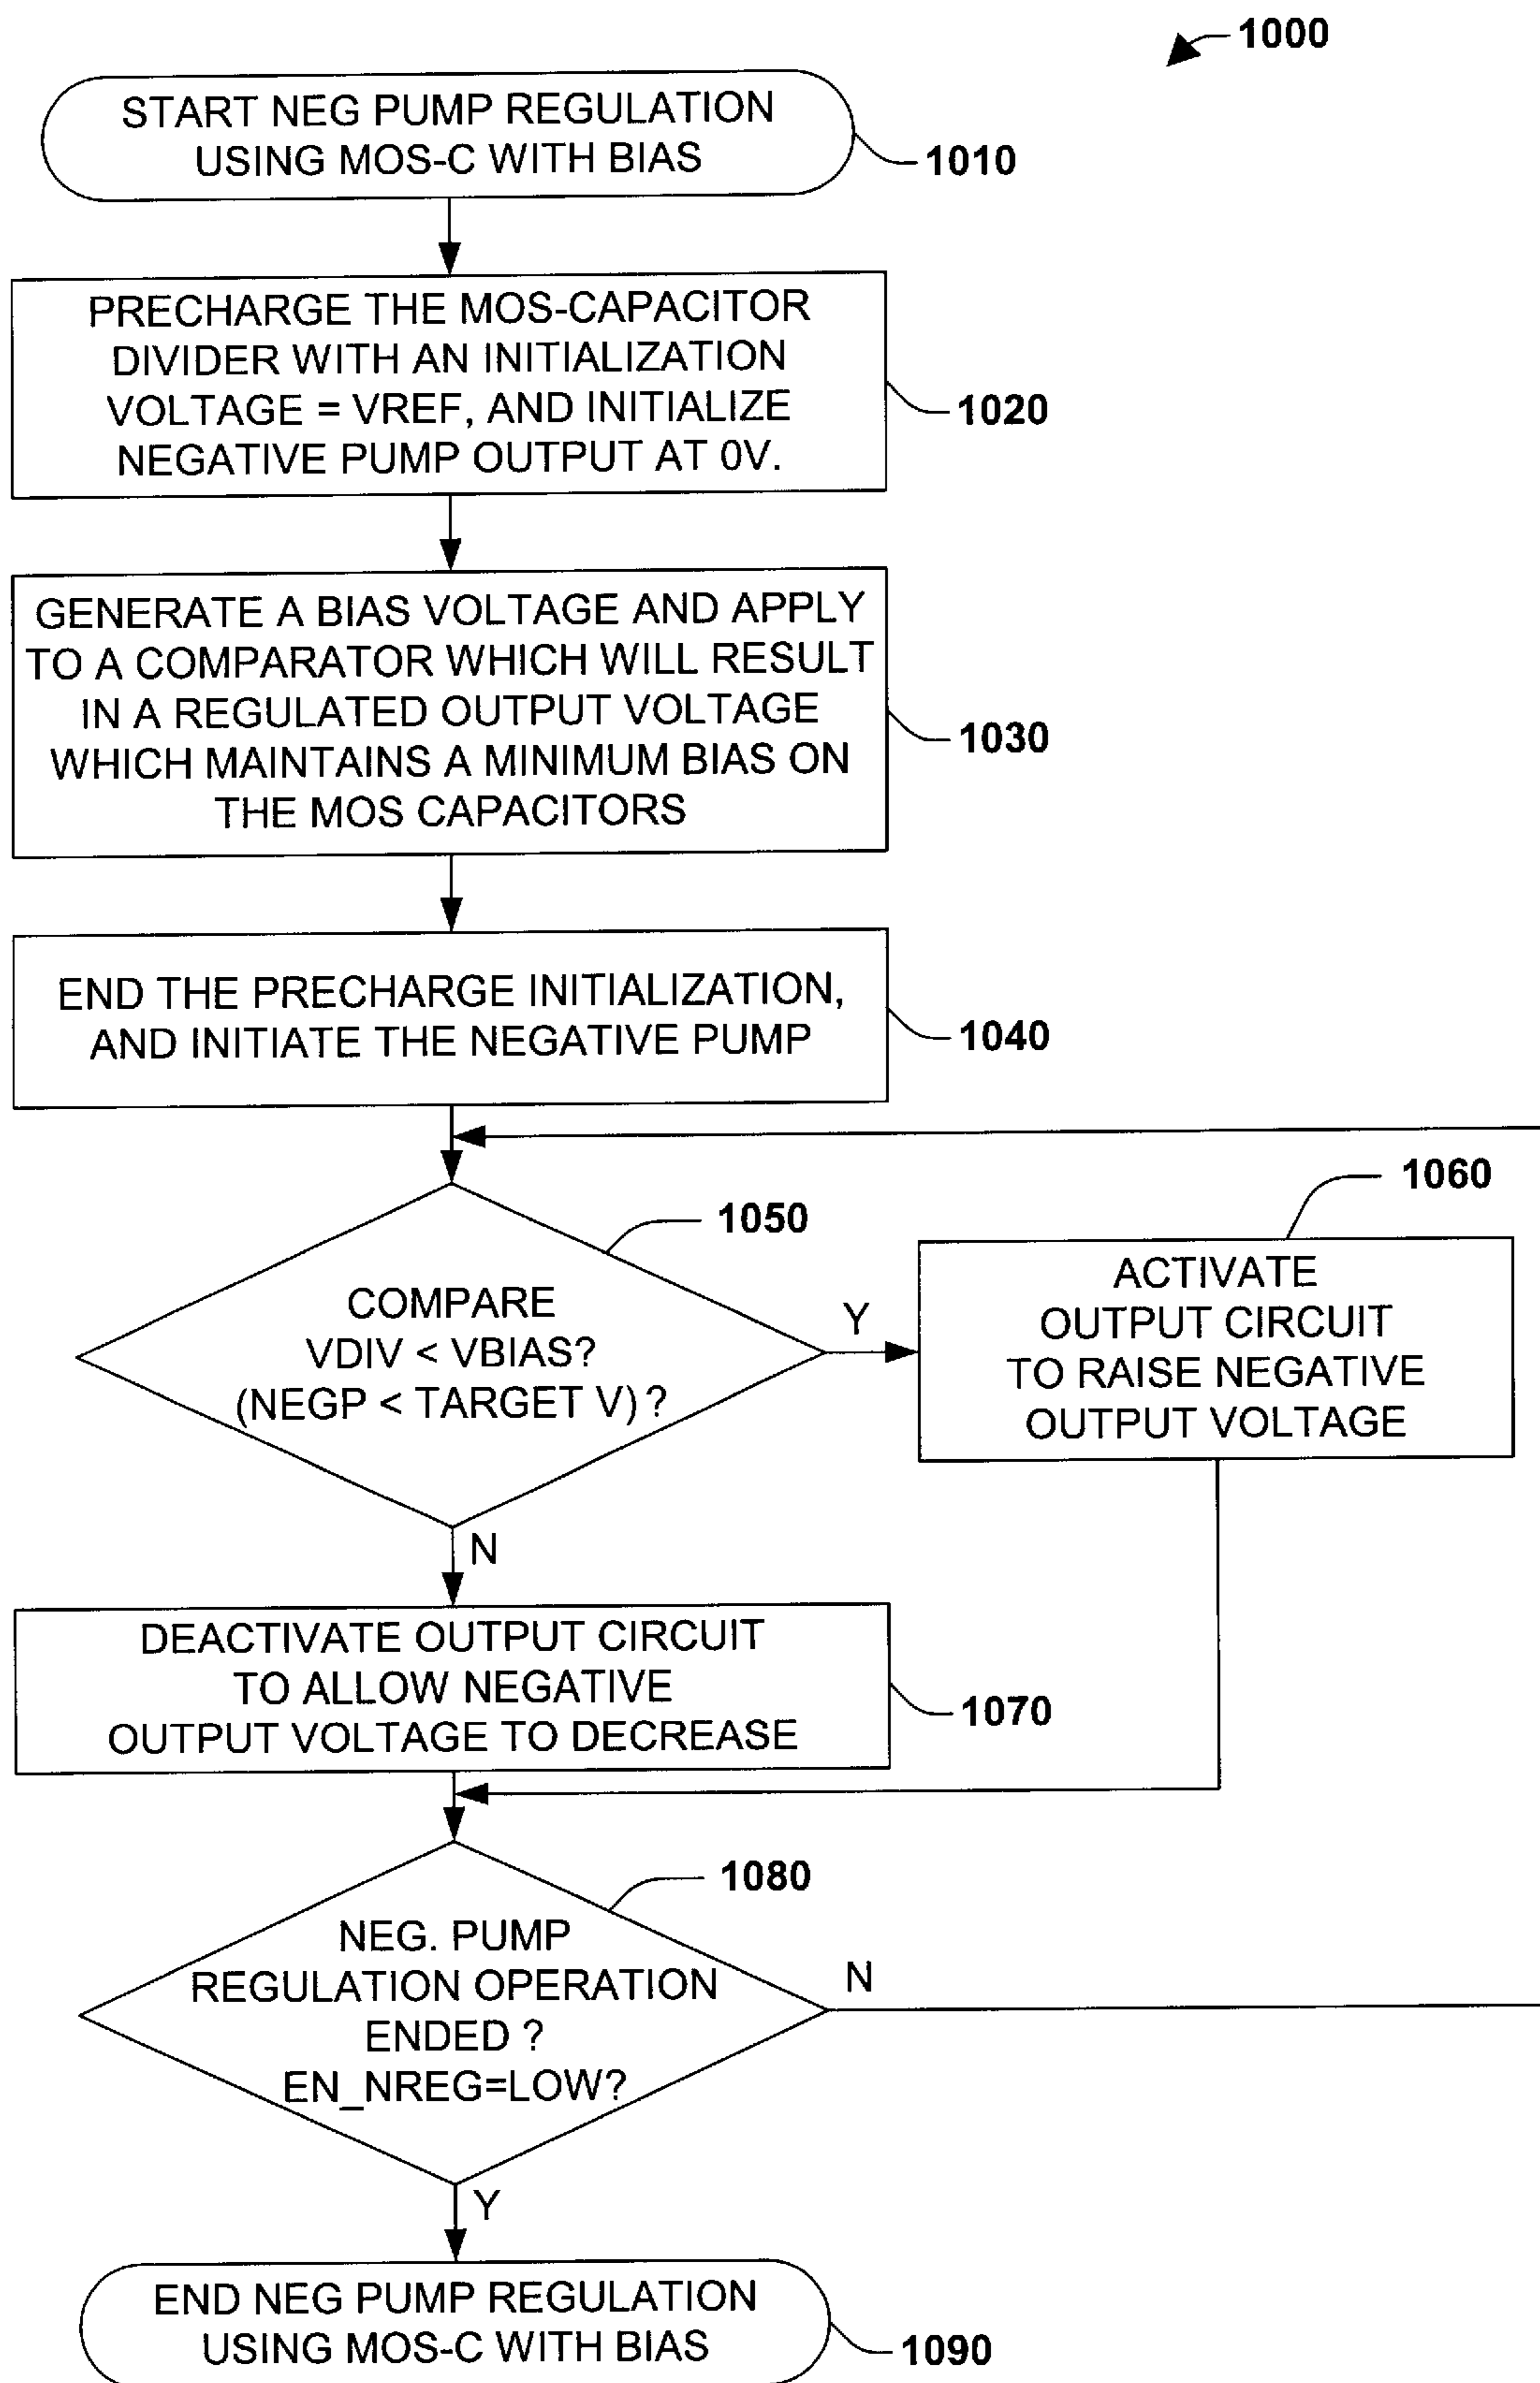 1000
START NEG PUMP REGULATION
USING MOS-C WITH BIAS
1010
PRECHARGE THE MOS-CAPACITOR
DIVIDER WITH AN INITIALIZATION
VOLTAGE = VREF, AND INITIALIZE
NEGATIVE PUMP OUTPUT AT 0V.
1020
GENERATE A BIAS VOLTAGE AND APPLY
TO A COMPARATOR WHICH WILL RESULT
IN A REGULATED OUTPUT VOLTAGE
WHICH MAINTAINS A MINIMUM BIAS ON
THE MOS CAPACITORS
1030
END THE PRECHARGE INITIALIZATION,
AND INITIATE THE NEGATIVE PUMP
1040
1050
COMPARE
VDIV < VBIAS?
(NEGP < TARGET V) ?
Y
N
1060
ACTIVATE
OUTPUT CIRCUIT
TO RAISE NEGATIVE
OUTPUT VOLTAGE
DEACTIVATE OUTPUT CIRCUIT
TO ALLOW NEGATIVE
OUTPUT VOLTAGE TO DECREASE
1070
1080
NEG. PUMP
REGULATION OPERATION
ENDED ?
EN_NREG=LOW?
N
Y
END NEG PUMP REGULATION
USING MOS-C WITH BIAS
1090